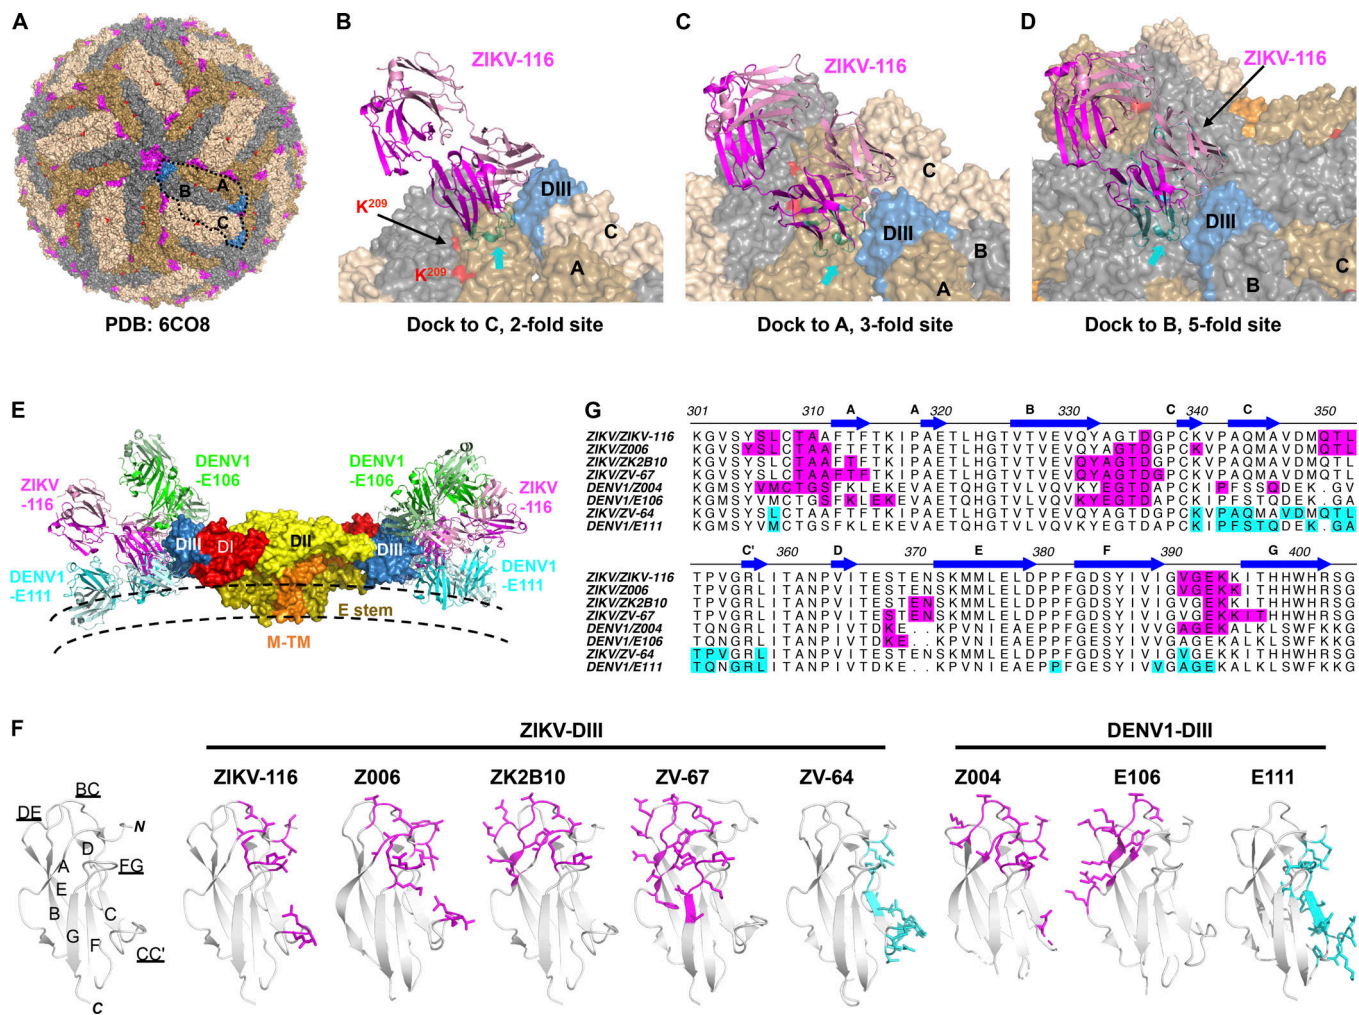 A
B
C
D
ZIKV-116
ZIKV-116
ZIKV-116
K²⁰⁹
K²⁰⁹
DIII
DIII
DIII
A
B
C
C
A
C
B
A
C
B
PDB: 6CO8
Dock to C, 2-fold site
Dock to A, 3-fold site
Dock to B, 5-fold site
E
DENV1
-E106
DENV1
-E106
ZIKV
-116
ZIKV
-116
DIII
DI
DII
DIII
DENV1
-E111
DENV1
-E111
E stem
M-TM
G
A A B C C
301 310 320 330 340 350
ZIKV/ZIKV-116 KGVSYSLCTAAFTFTKIPAETLHGTVTVEVQYAGTDGPCKVPAQMAVDMQTL
ZIKV/Z006 KGVSYSLCTAAFTFTKIPAETLHGTVTVEVQYAGTDGPCKVPAQMAVDMQTL
ZIKV/ZK2B10 KGVSYSLCTAAFTFTKIPAETLHGTVTVEVQYAGTDGPCKVPAQMAVDMQTL
ZIKV/ZV-67 KGVSYSLCTAAFTFTKIPAETLHGTVTVEVQYAGTDGPCKVPAQMAVDMQTL
DENV1/Z004 KGMSYVMCTGSFKLEKEVAETQHGTVLVQVKYEGTDAPCKIPFSSQDEK.GV
DENV1/E106 KGMSYVMCTGSFKLEKEVAETQHGTVLVQVKYEGTDAPCKIPFSTQDEK.GA
ZIKV/ZV-64 KGVSYSLCTAAFTFTKIPAETLHGTVTVEVQYAGTDGPCKVPAQMAVDMQTL
DENV1/E111 KGMSYVMCTGSFKLEKEVAETQHGTVLVQVKYEGTDAPCKIPFSTQDEK.GA
C' 360 D 370 E 380 F 390 G 400
ZIKV/ZIKV-116 TPVGRLITANPVITESTENSKMMLELDPPFGDSYIVIGVGEKKITHHWHRSG
ZIKV/Z006 TPVGRLITANPVITESTENSKMMLELDPPFGDSYIVIGVGEKKITHHWHRSG
ZIKV/ZK2B10 TPVGRLITANPVITESTENSKMMLELDPPFGDSYIVIGVGEKKITHHWHRSG
ZIKV/ZV-67 TPVGRLITANPVITESTENSKMMLELDPPFGDSYIVIGVGEKKITHHWHRSG
DENV1/Z004 TQNGRLITANPIVTDKE..KPVNIEAEPPFGESYIVVGAGEKALKLSWFKKG
DENV1/E106 TQNGRLITANPIVTDKE..KPVNIEAEPPFGESYIVVGAGEKALKLSWFKKG
ZIKV/ZV-64 TPVGRLITANPVITESTENSKMMLELDPPFGDSYIVIGVGEKKITHHWHRSG
DENV1/E111 TQNGRLITANPIVTDKE..KPVNIEAEPPFGESYIVVGAGEKALKLSWFKKG
F
ZIKV-DIII
DENV1-DIII
ZIKV-116 Z006 ZK2B10 ZV-67 ZV-64 Z004 E106 E111
BC
DE
N
D
A
FG
E
B
C
G
F
CC'
C